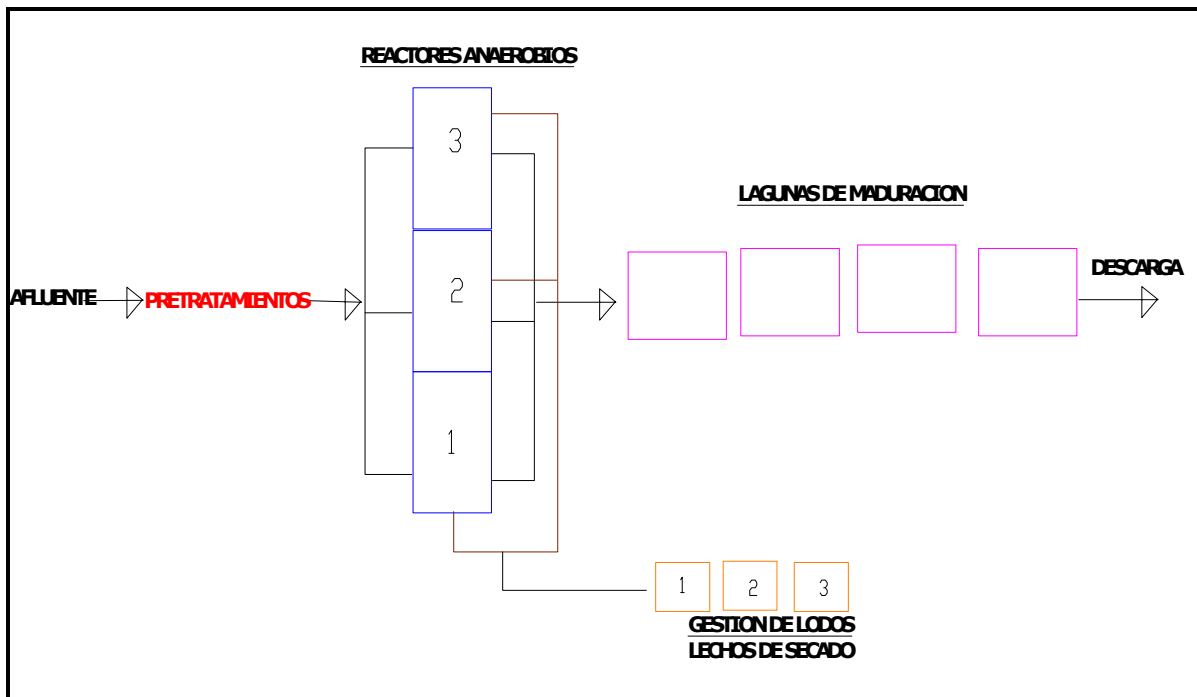 REACTORES ANAEROBIOS
3
LAGUNAS DE MADURACION
DESCARGA
AFLUENTE
PRETRATAMIENTOS
2
1
1 2 3
GESTION DE LODOS
LECHOS DE SECADO